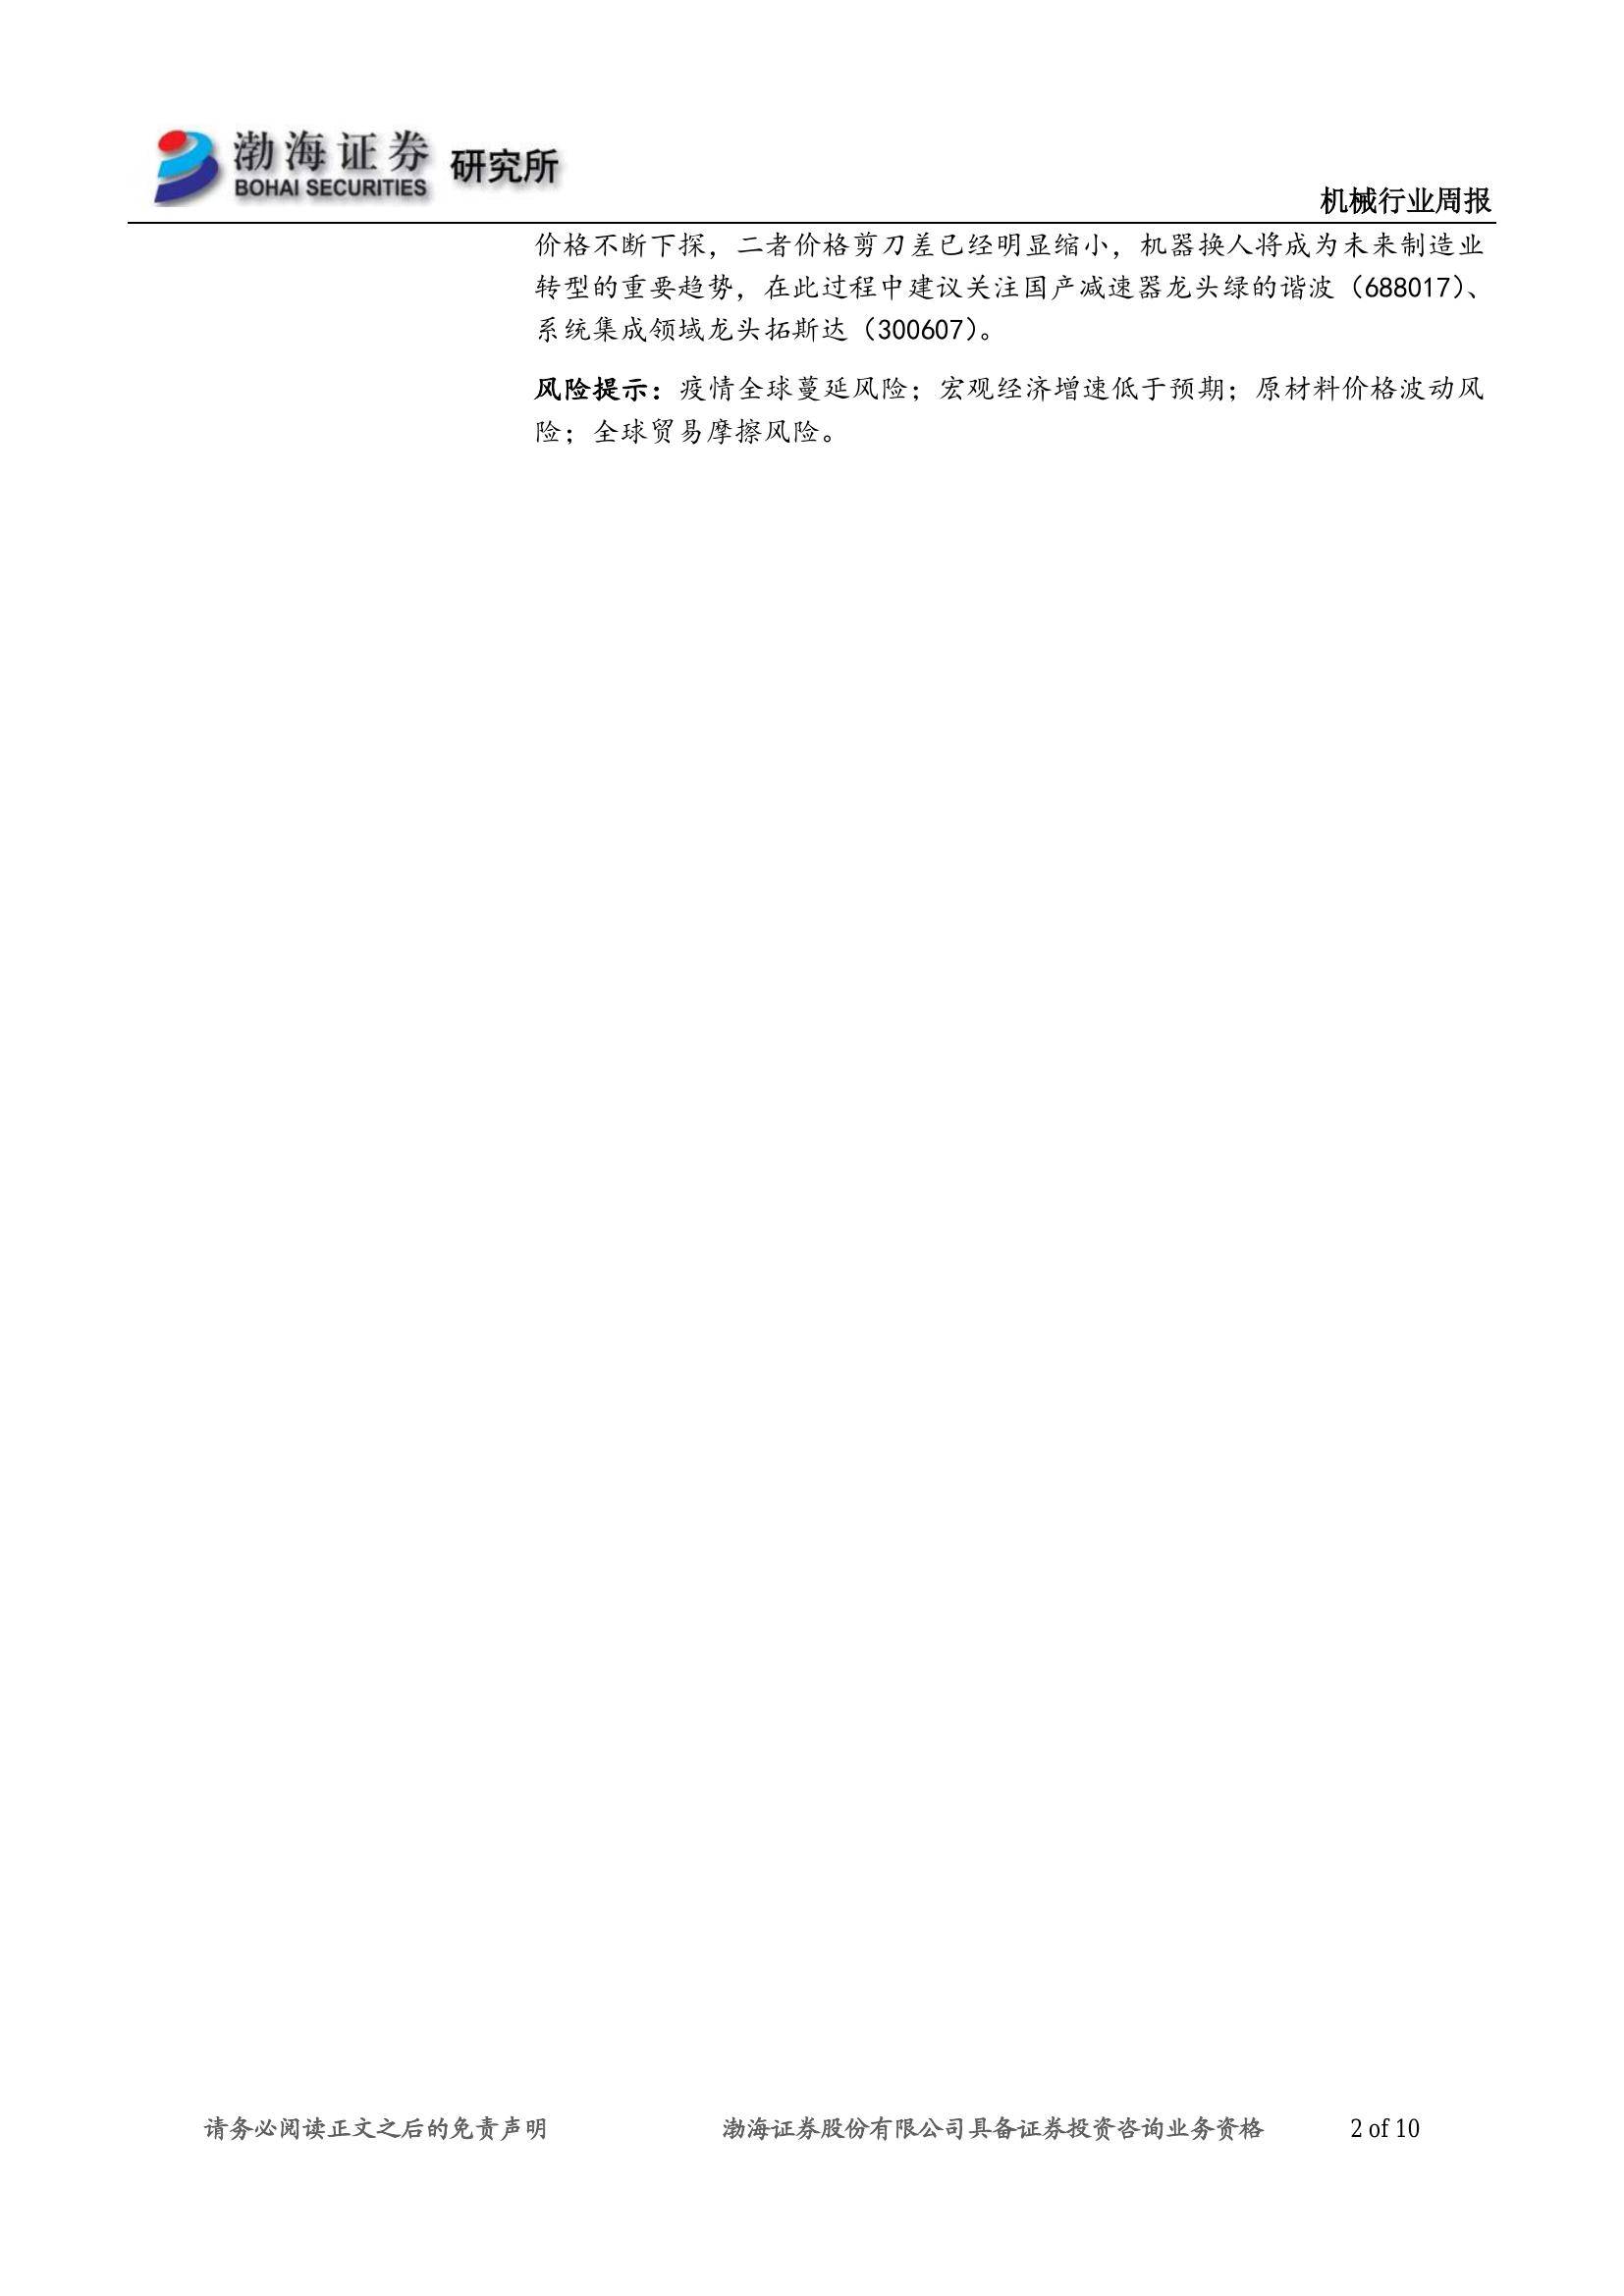 渤海证券
BOHAI SECURITIES
研究所
机械行业周报
价格不断下探，二者价格剪刀差已经明显缩小，机器换人将成为未来制造业
转型的重要趋势，在此过程中建议关注国产减速器龙头绿的谐波（688017）、
系统集成领域龙头拓斯达（300607）。
风险提示：疫情全球蔓延风险；宏观经济增速低于预期；原材料价格波动风
险；全球贸易摩擦风险。
请务必阅读正文之后的免责声明 渤海证券股份有限公司具备证券投资咨询业务资格 2 of 10